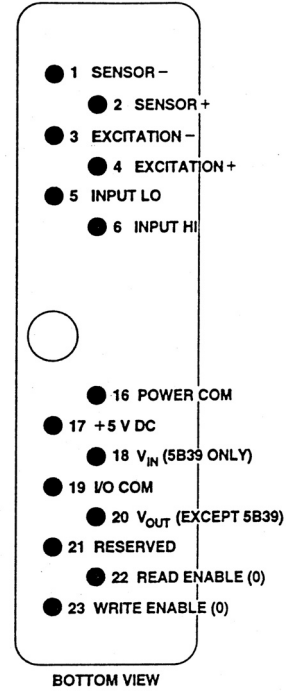 1 SENSOR −
2 SENSOR +
3 EXCITATION −
4 EXCITATION +
5 INPUT LO
6 INPUT HI
16 POWER COM
17 +5 V DC
18 VIN (5B39 ONLY)
19 I/O COM
20 VOUT (EXCEPT 5B39)
21 RESERVED
22 READ ENABLE (0)
23 WRITE ENABLE (0)
BOTTOM VIEW